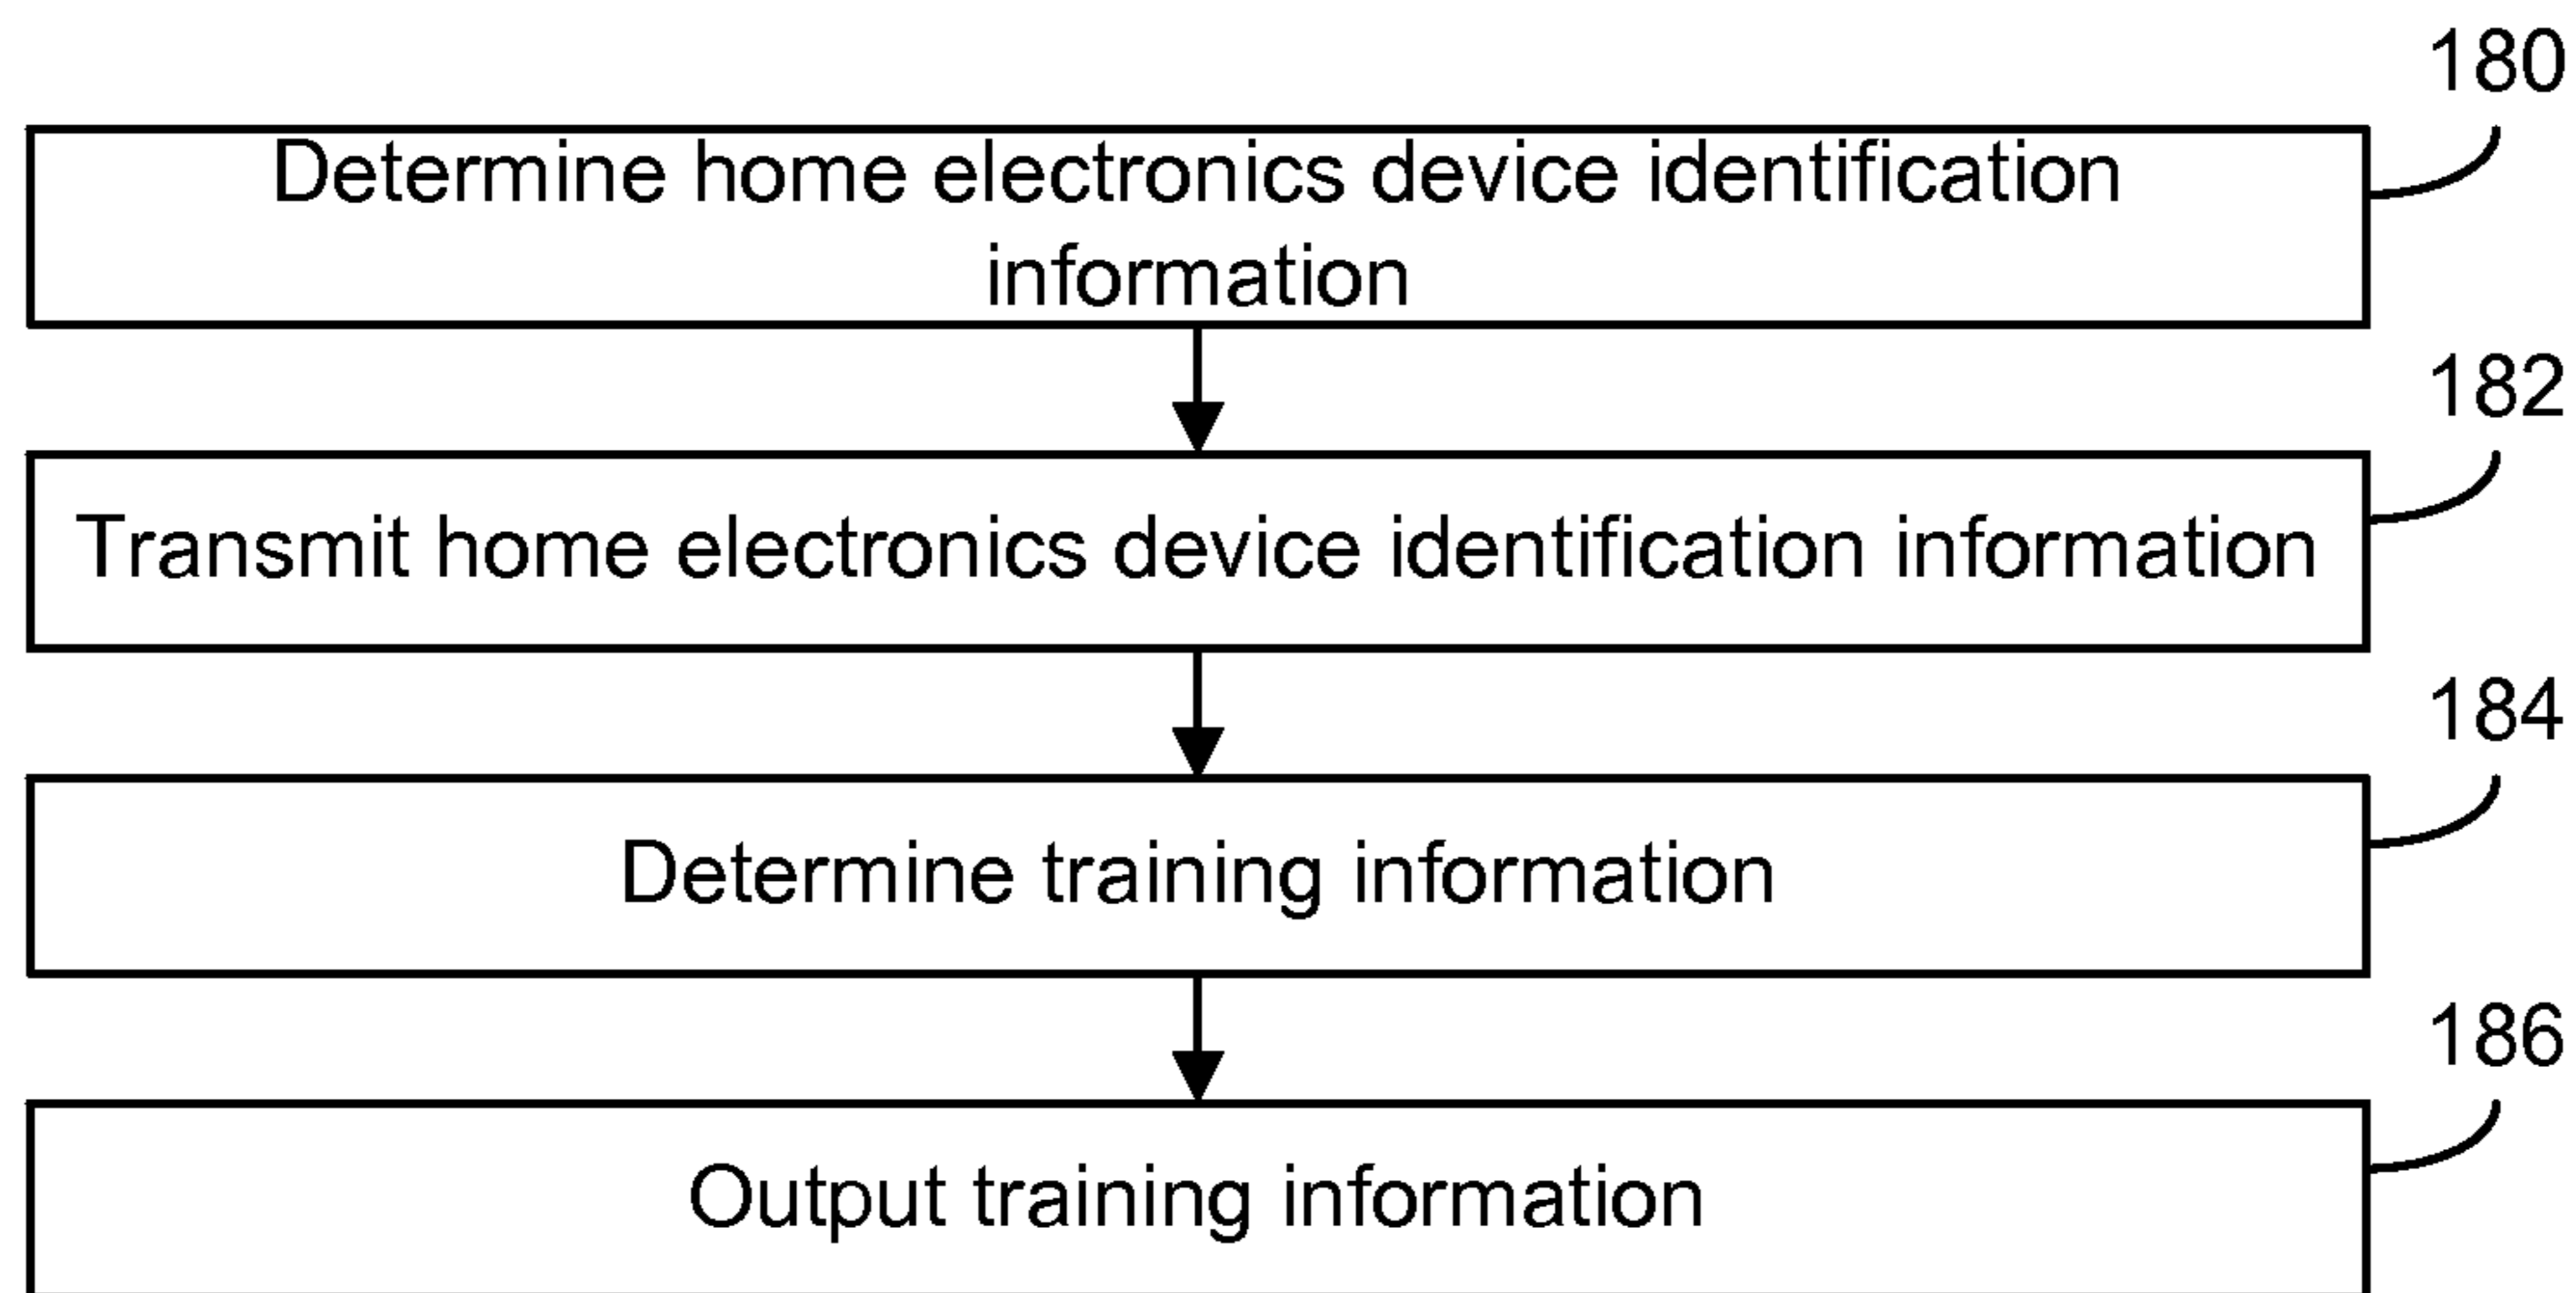 180
Determine home electronics device identification
information
182
Transmit home electronics device identification information
184
Determine training information
186
Output training information